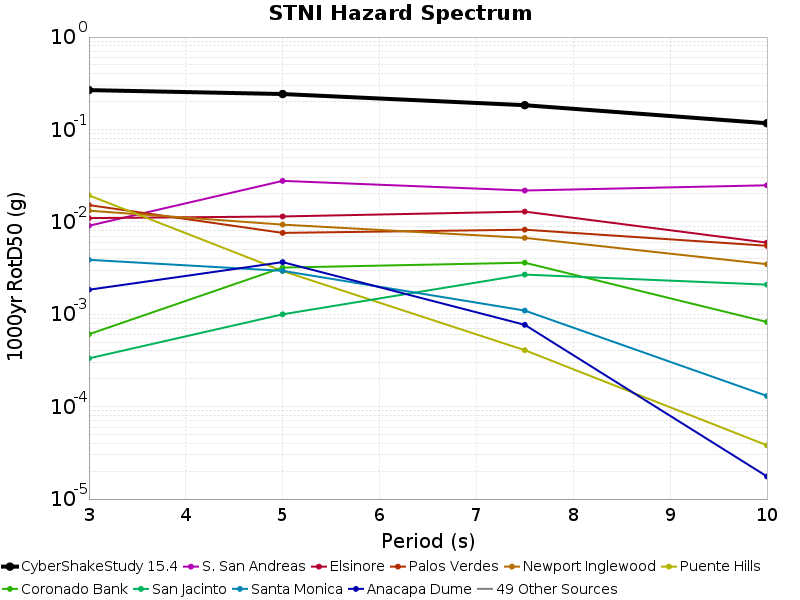 STNI Hazard Spectrum
10^0
10^-1
10^-2
10^-3
10^-4
10^-5
1000yr RotD50 (g)
3 4 5 6 7 8 9 10
Period (s)
CyberShakeStudy 15.4 S. San Andreas Elsinore Palos Verdes Newport Inglewood Puente Hills
Coronado Bank San Jacinto Santa Monica Anacapa Dume 49 Other Sources